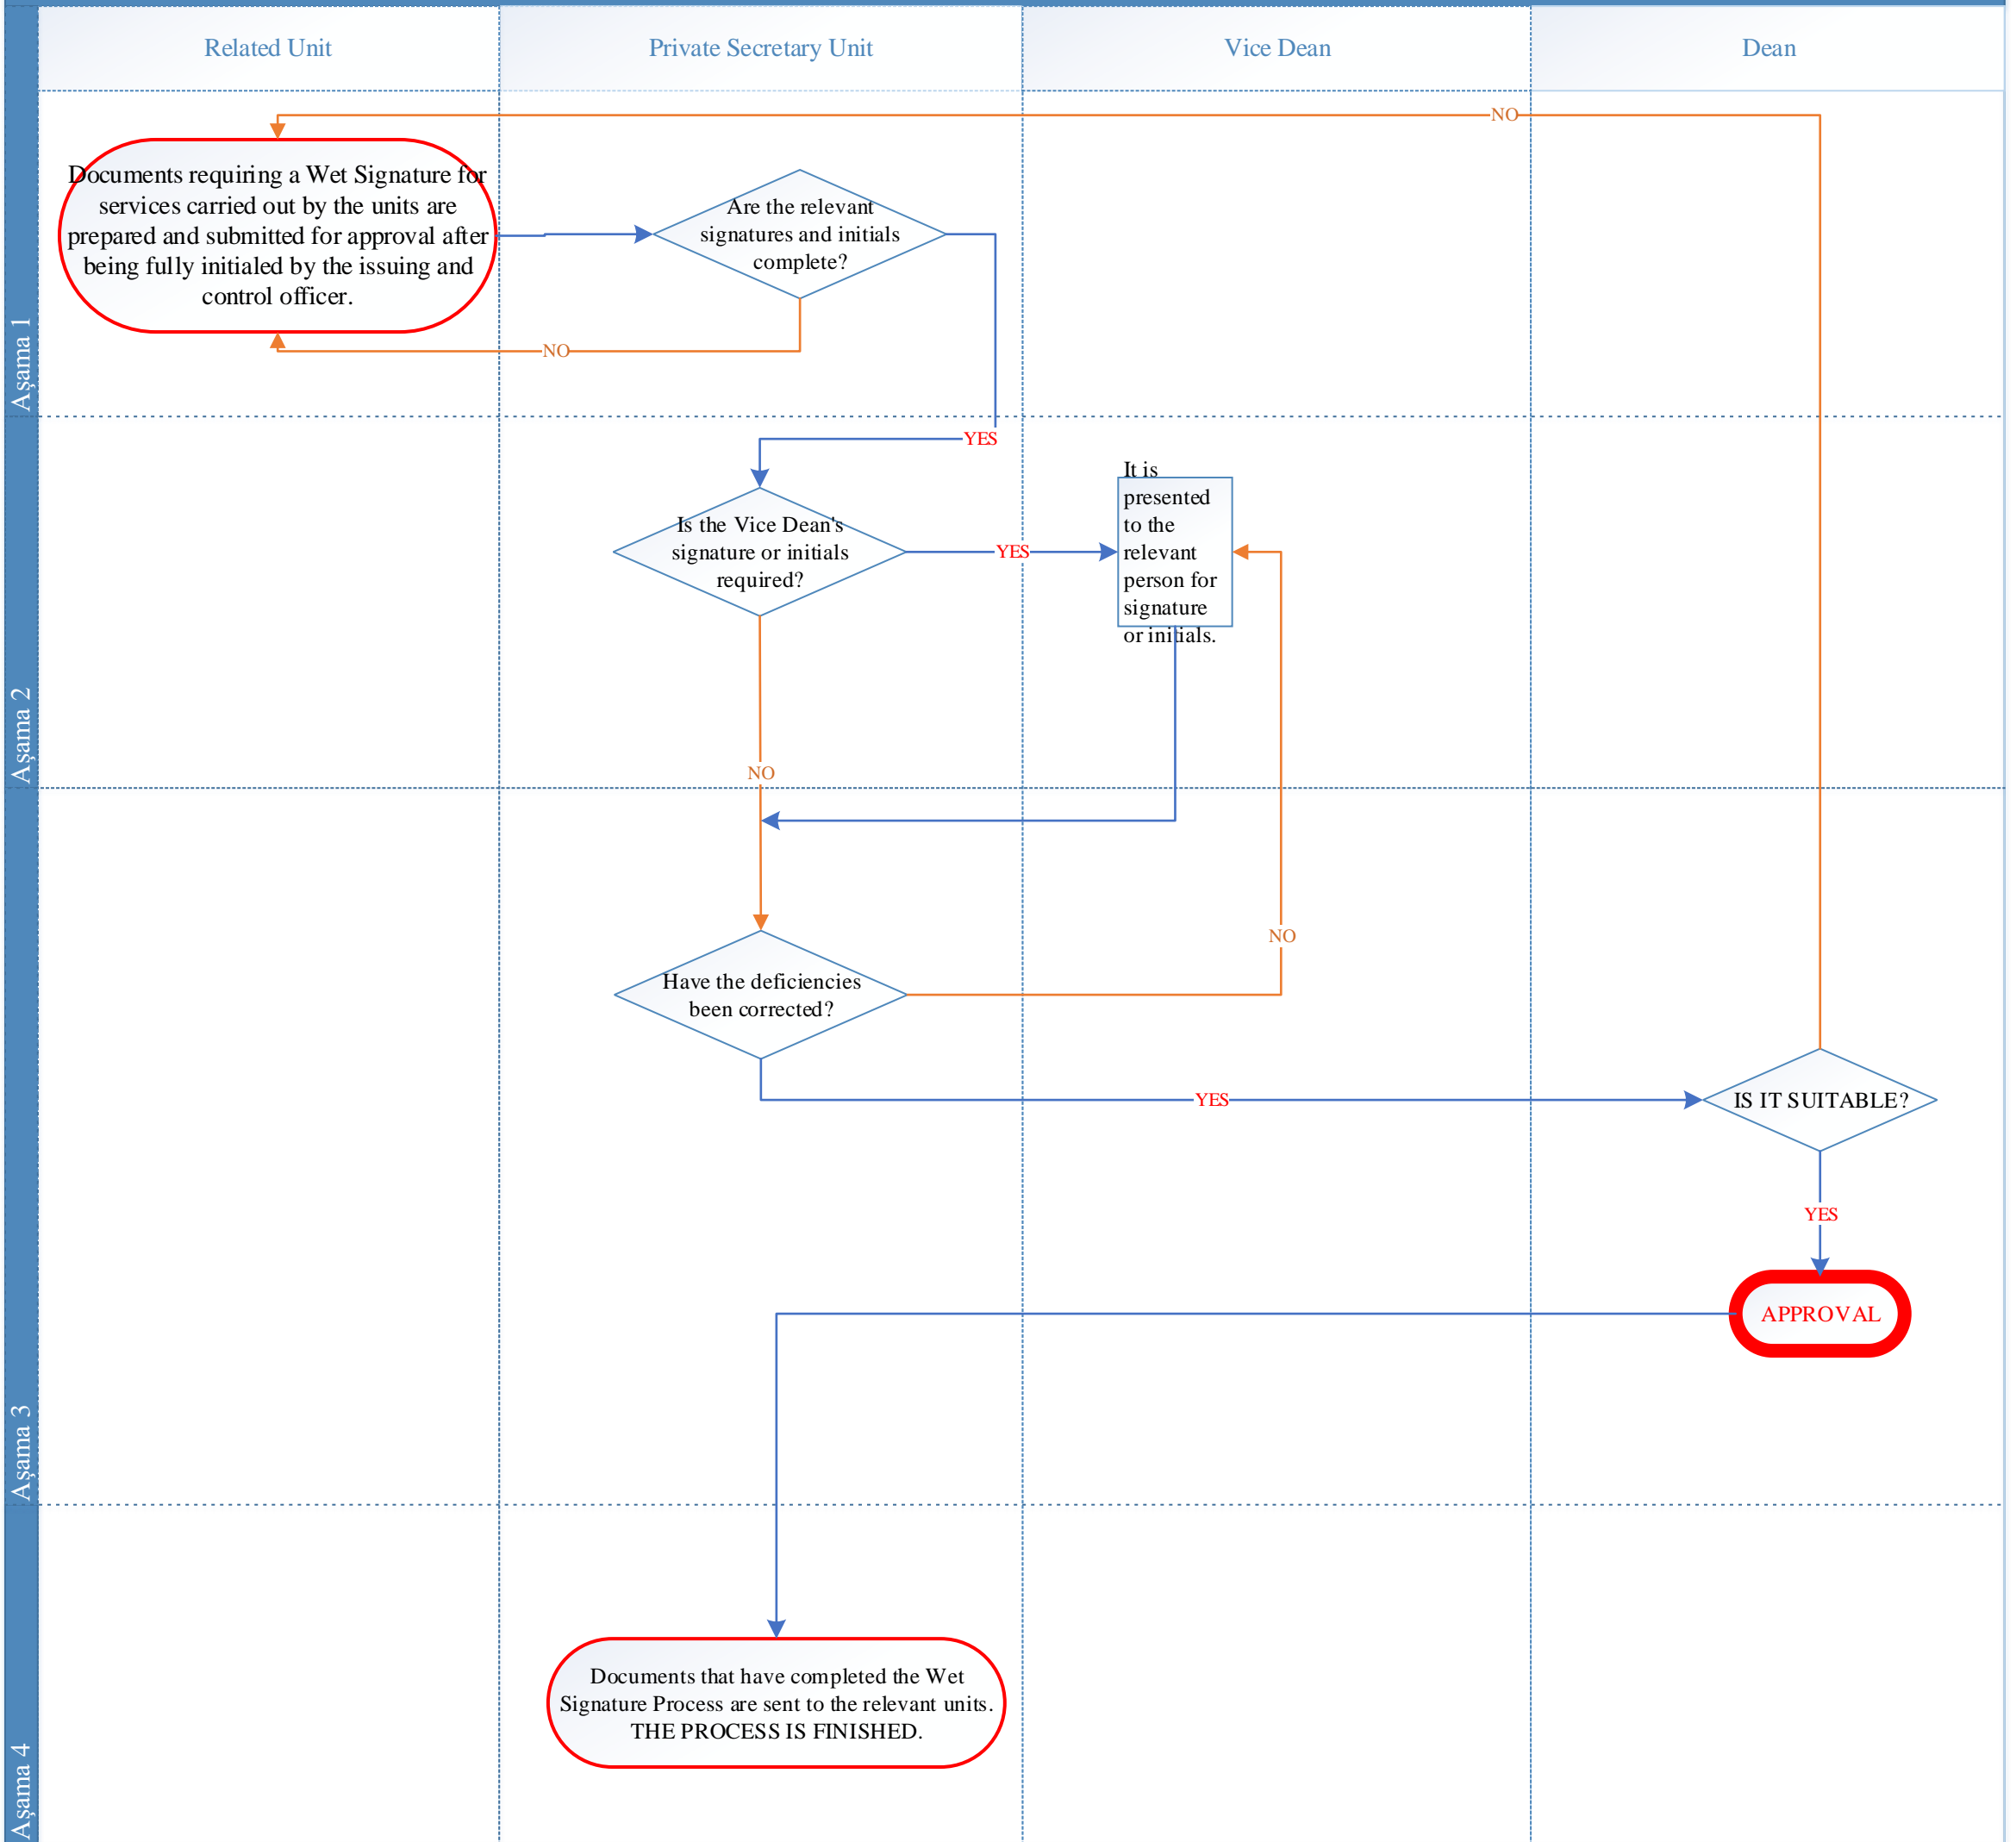 Related Unit
Private Secretary Unit
Vice Dean
Dean
Aşama 1
NO
Documents requiring a Wet Signature for
services carried out by the units are
prepared and submitted for approval after
being fully initialed by the issuing and
control officer.
Are the relevant
signatures and initials
complete?
NO
Aşama 2
YES
Is the Vice Dean's
signature or initials
required?
YES
It is
presented
to the
relevant
person for
signature
or initials.
NO
Aşama 3
NO
Have the deficiencies
been corrected?
YES
IS IT SUITABLE?
YES
APPROVAL
Aşama 4
Documents that have completed the Wet
Signature Process are sent to the relevant units.
THE PROCESS IS FINISHED.